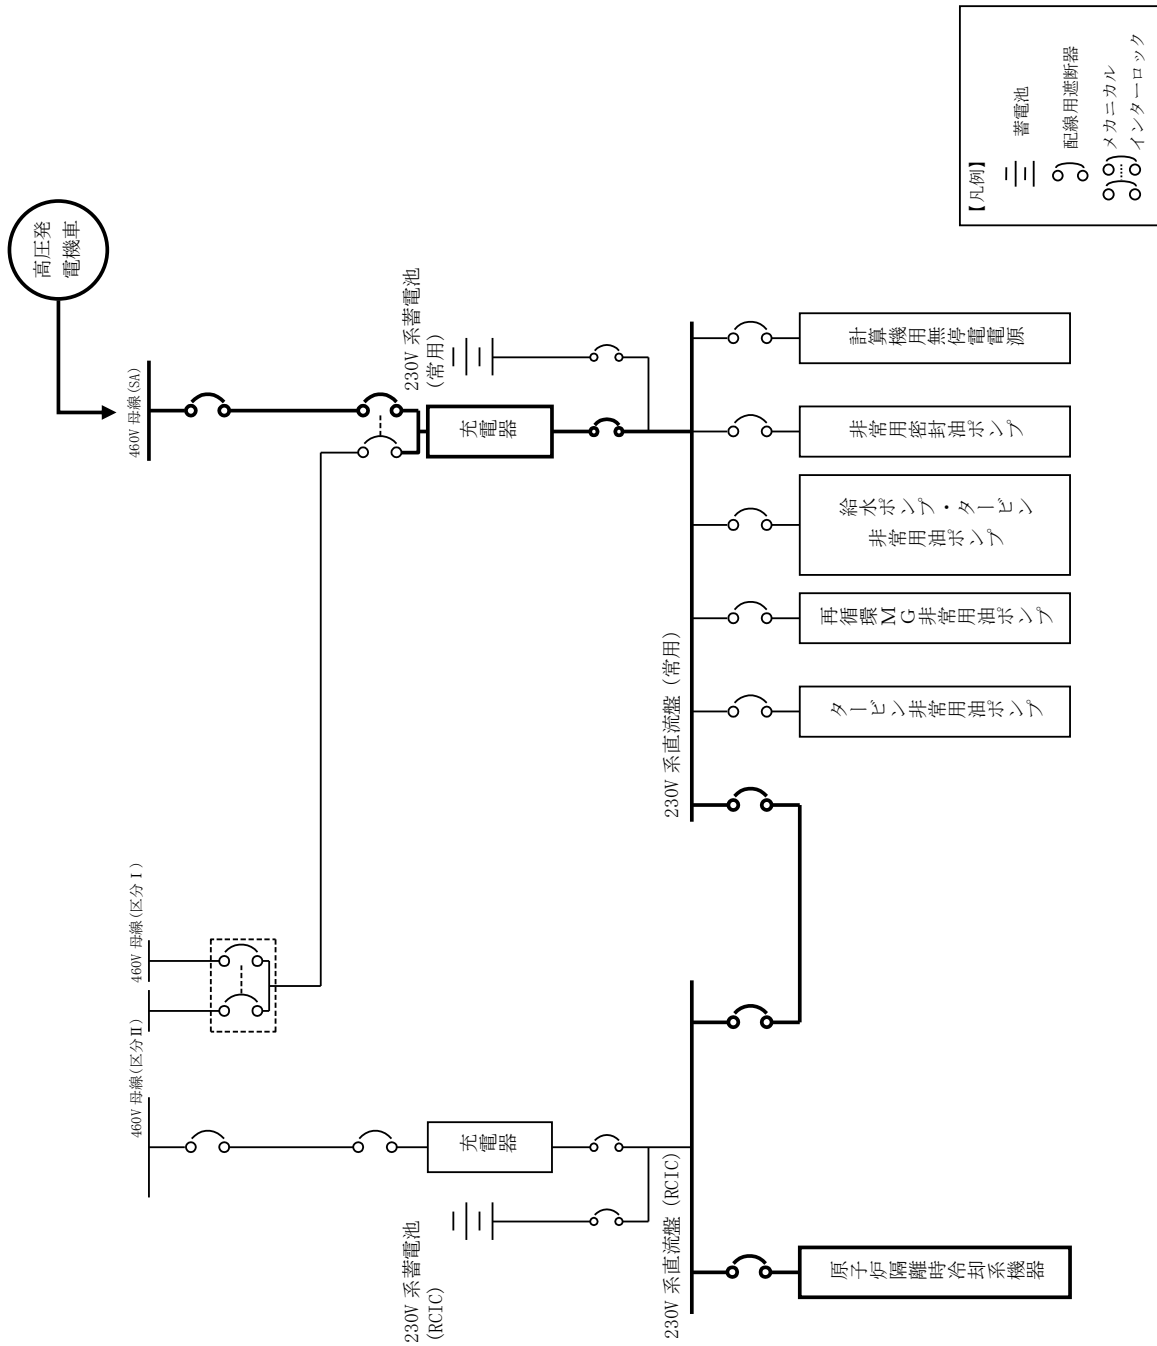 高圧発
電機車
460V 母線(SA)
460V 母線(区分Ⅰ)
460V 母線(区分Ⅱ)
230V 系蓄電池
(常用)
充電器
充電器
230V 系蓄電池
(RCIC)
230V 系直流盤 (常用)
230V 系直流盤 (RCIC)
計算機用無停電電源
非常用密封油ポンプ
給水ポンプ・タービン
非常用油ポンプ
再循環MG非常用油ポンプ
タービン非常用油ポンプ
原子炉隔離時冷却系機器
【凡例】
蓄電池
配線用遮断器
メカニカル
インターロック